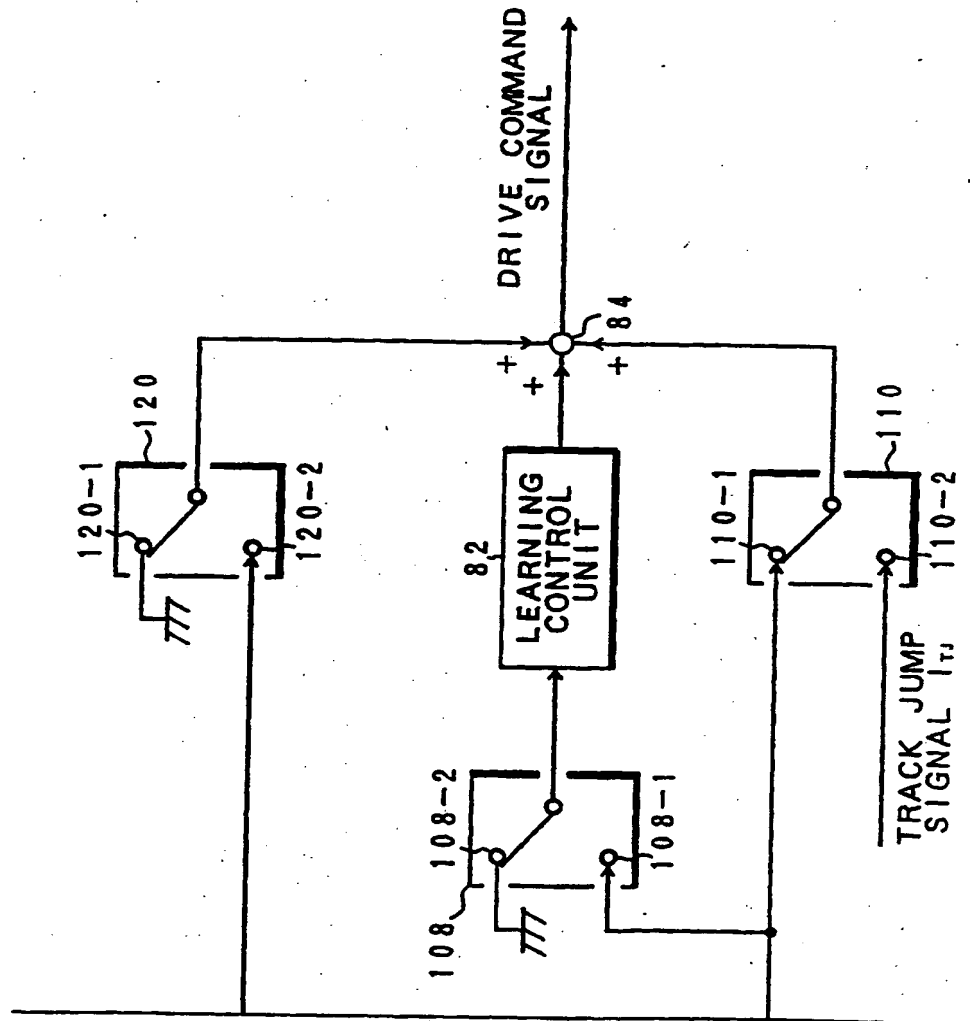 120-1
120
120-2
DRIVE COMMAND
SIGNAL
+
+
+
84
82
LEARNING
CONTROL
UNIT
108
108-2
108-1
110-1
110
110-2
TRACK JUMP
SIGNAL ITJ